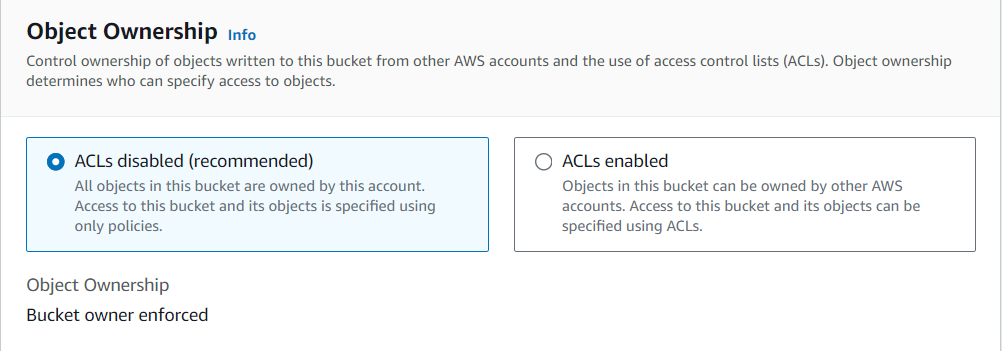 Object Ownership Info
Control ownership of objects written to this bucket from other AWS accounts and the use of access control lists (ACLs). Object ownership
determines who can specify access to objects.
ACLs disabled (recommended)
All objects in this bucket are owned by this account.
Access to this bucket and its objects is specified using
only policies.
ACLs enabled
Objects in this bucket can be owned by other AWS
accounts. Access to this bucket and its objects can be
specified using ACLs.
Object Ownership
Bucket owner enforced